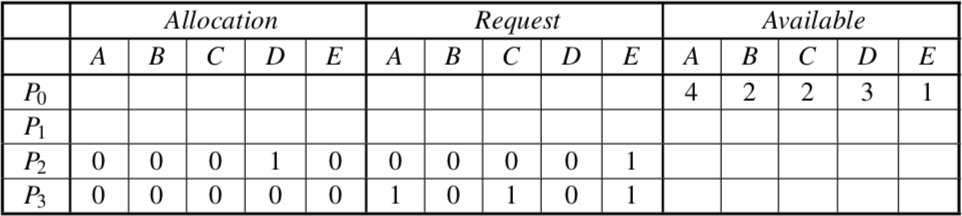 Allocation Request Available
A B C D E A B C D E A B C D E
P0 4 2 2 3 1
P1
P2 0 0 0 1 0 0 0 0 0 1
P3 0 0 0 0 0 1 0 1 0 1